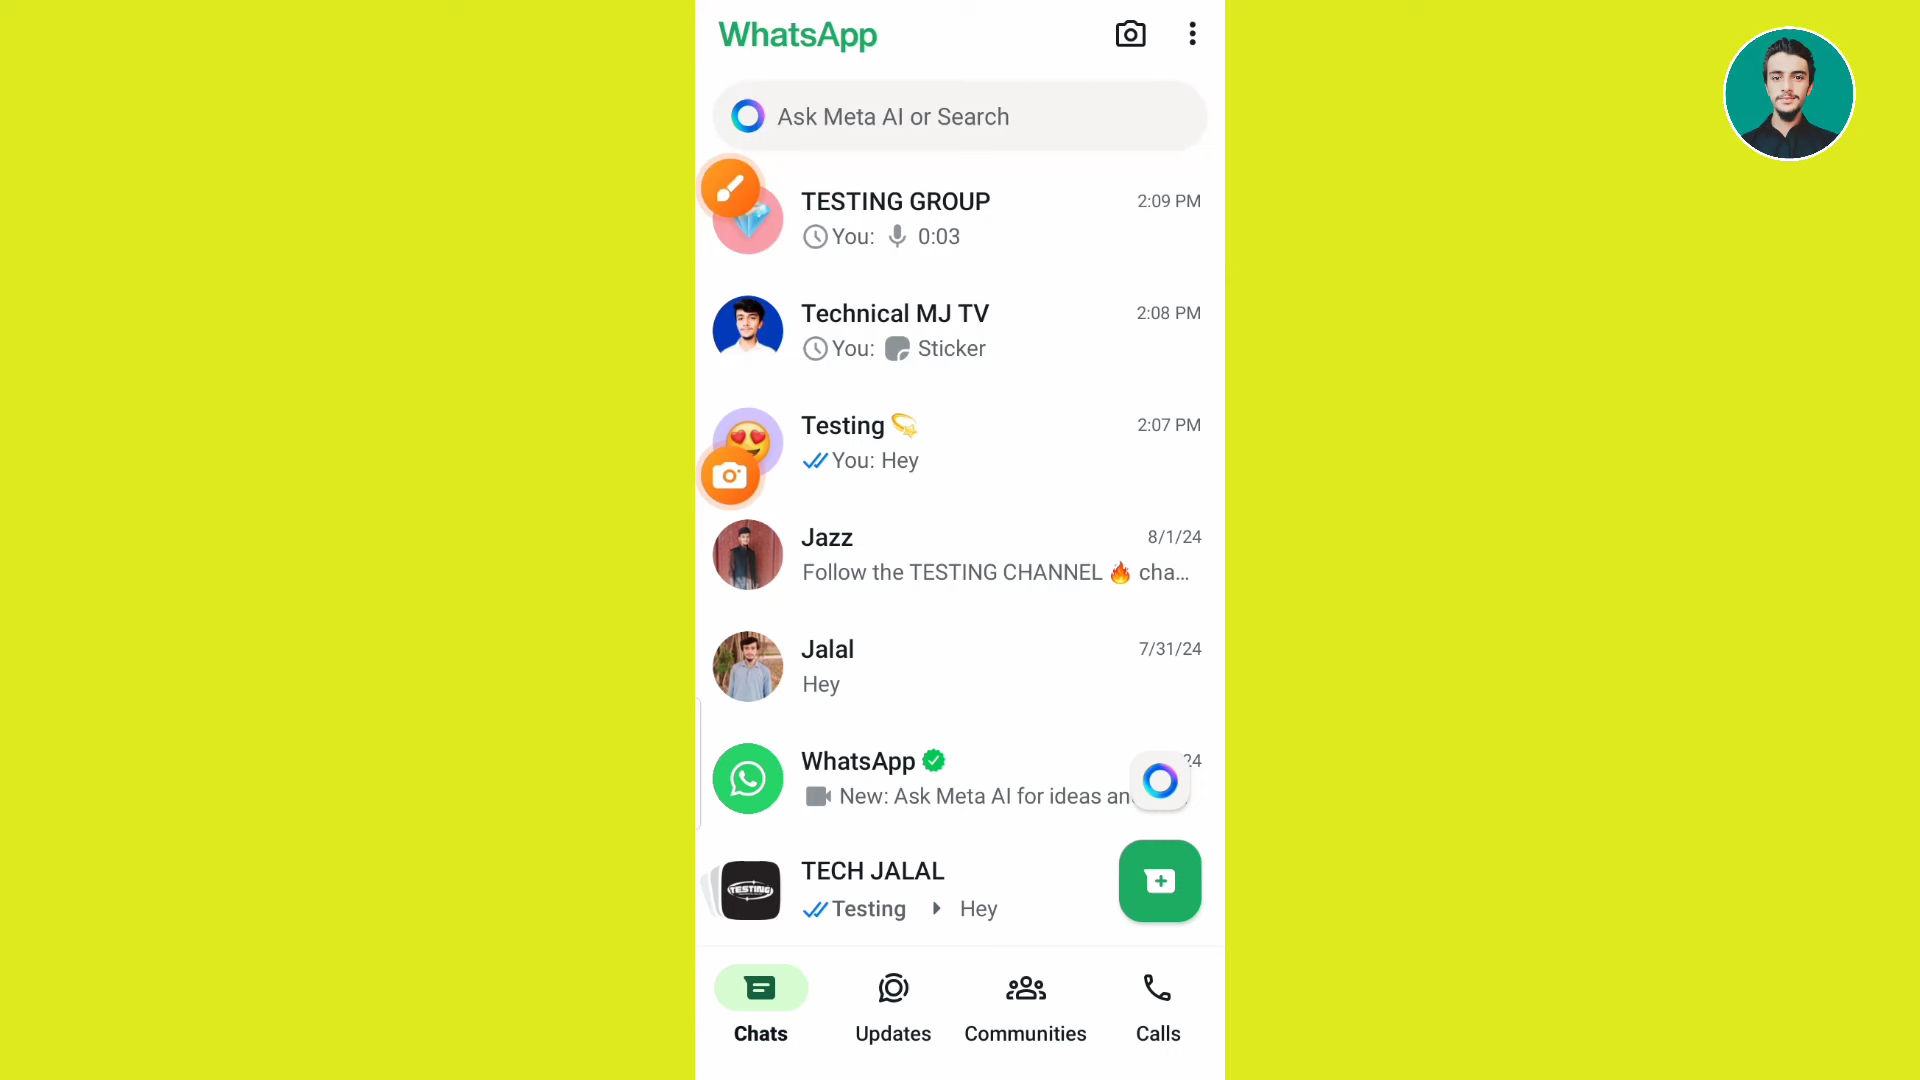 WhatsApp
Ask Meta AI or Search
TESTING GROUP 2:09 PM
You: 0:03
Technical MJ TV 2:08 PM
You: Sticker
Testing 💫 2:07 PM
You: Hey
Jazz 8/1/24
Follow the TESTING CHANNEL 🔥 cha...
Jalal 7/31/24
Hey
WhatsApp 24
New: Ask Meta AI for ideas an
TESTING
TECH JALAL
Testing Hey
Chats Updates Communities Calls